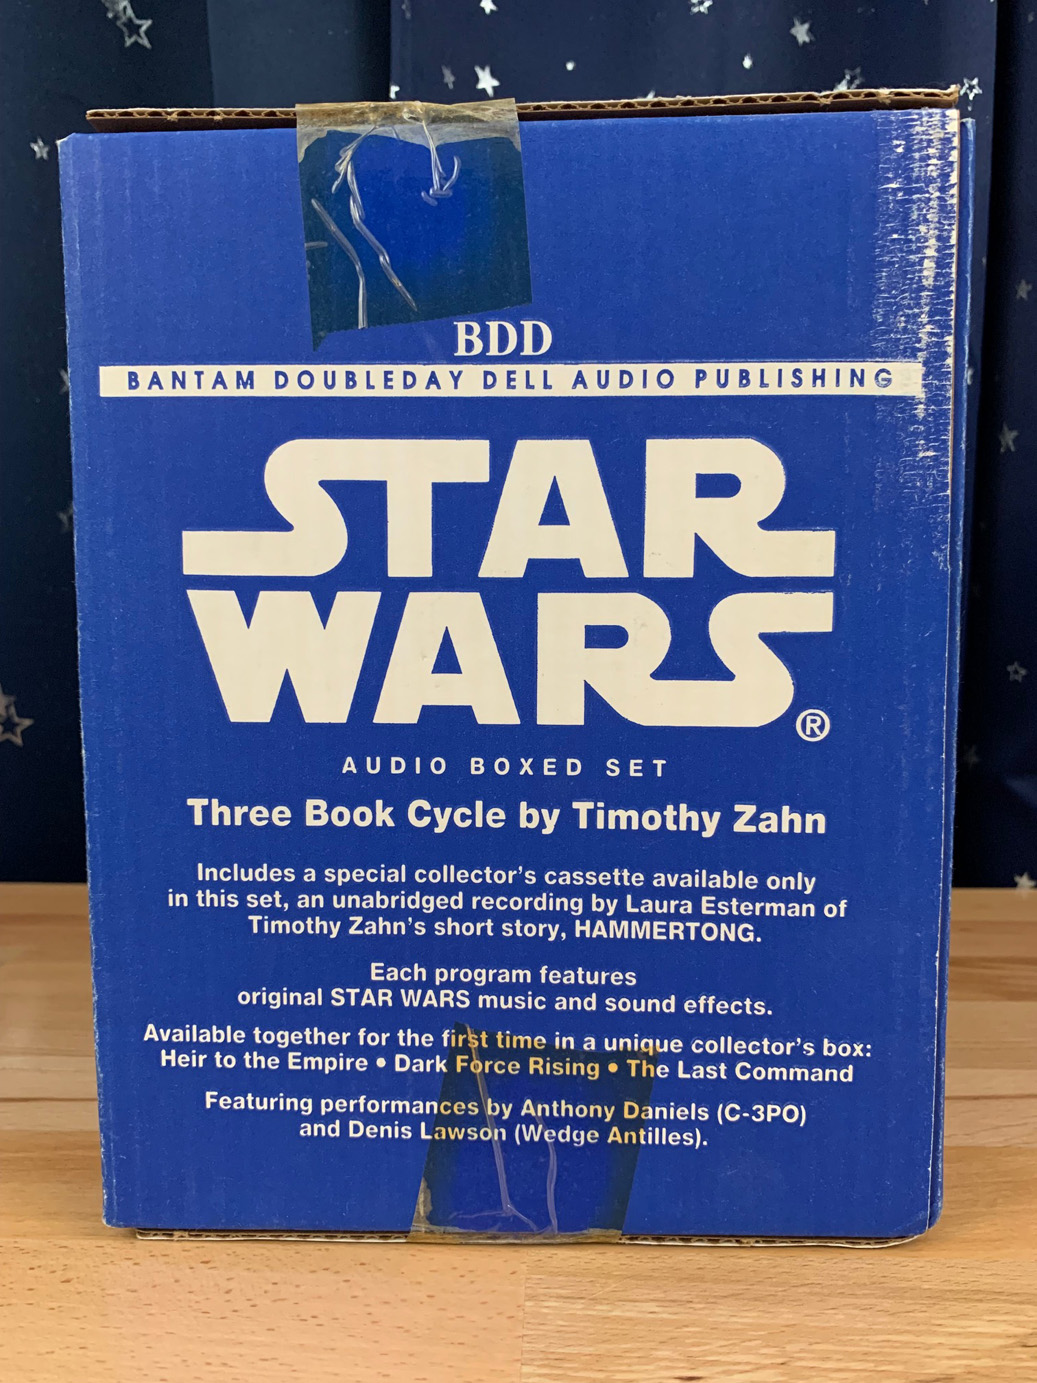 BDD
BANTAM DOUBLEDAY DELL AUDIO PUBLISHING
STAR
WARS®
AUDIO BOXED SET
Three Book Cycle by Timothy Zahn
Includes a special collector's cassette available only
in this set, an unabridged recording by Laura Esterman of
Timothy Zahn's short story, HAMMERTONG.
Each program features
original STAR WARS music and sound effects.
Available together for the first time in a unique collector's box:
Heir to the Empire • Dark Force Rising • The Last Command
Featuring performances by Anthony Daniels (C-3PO)
and Denis Lawson (Wedge Antilles).